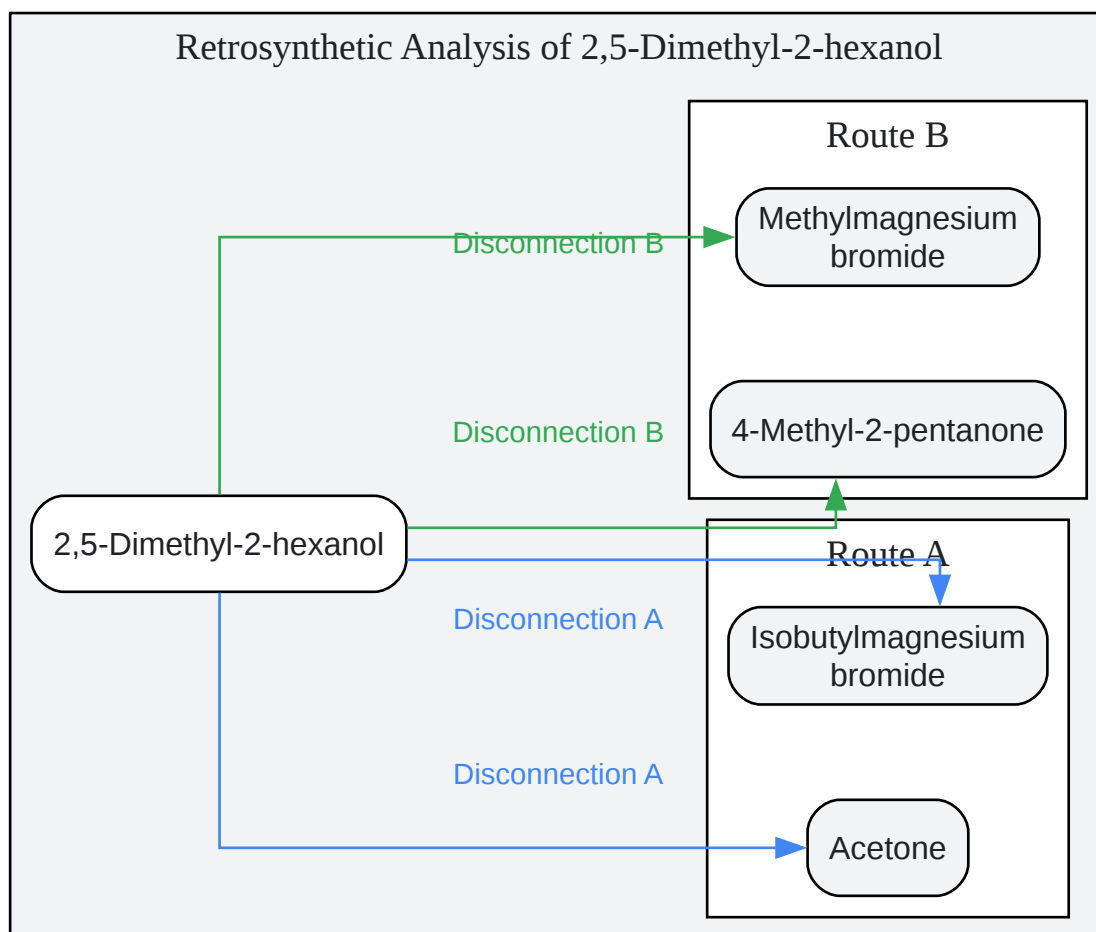 Retrosynthetic Analysis of 2,5-Dimethyl-2-hexanol
Route B
Methylmagnesium
bromide
Disconnection B
4-Methyl-2-pentanone
Disconnection B
2,5-Dimethyl-2-hexanol
Route A
Disconnection A
Isobutylmagnesium
bromide
Disconnection A
Acetone